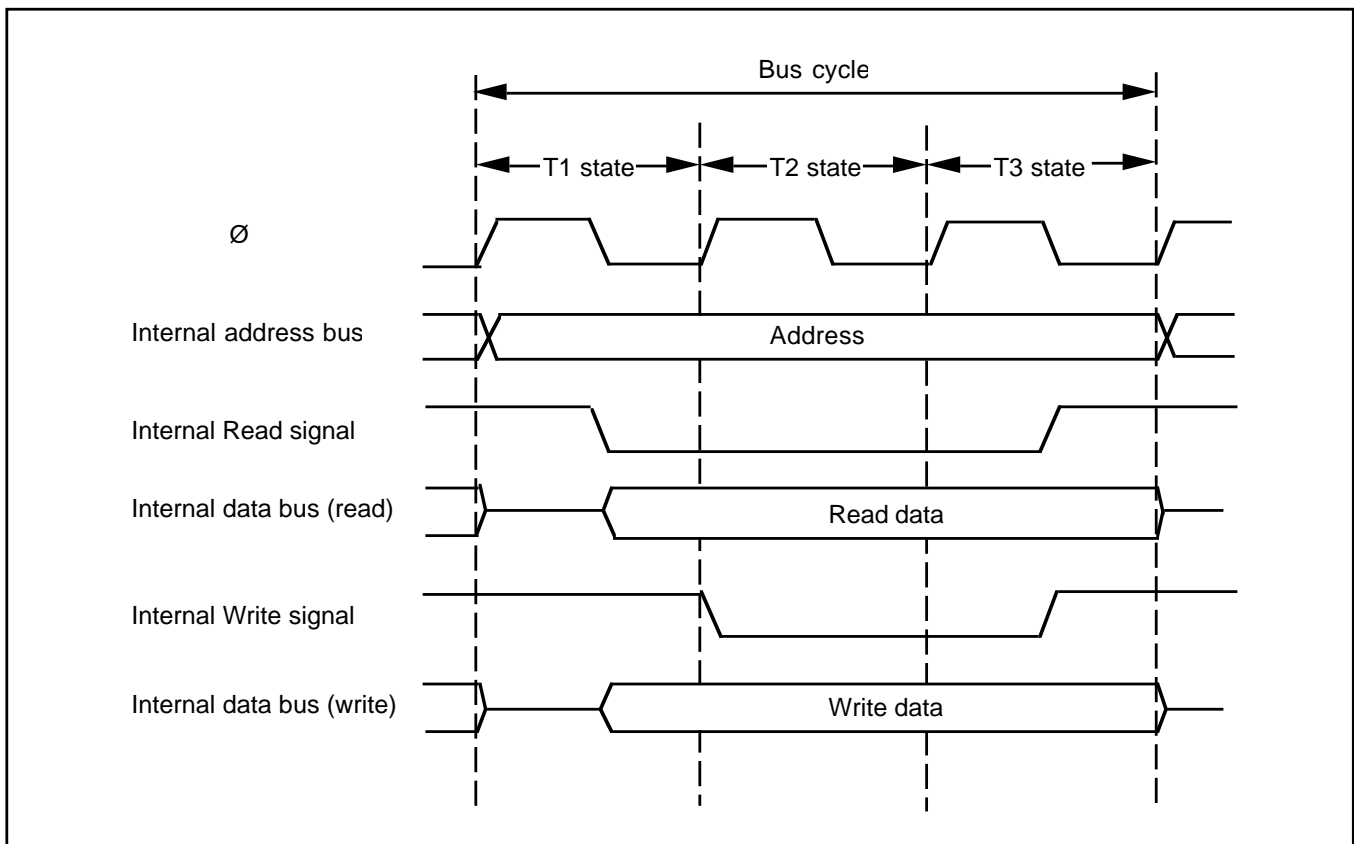 Bus cycle
T1 state
T2 state
T3 state
Ø
Internal address bus
Address
Internal Read signal
Internal data bus (read)
Read data
Internal Write signal
Internal data bus (write)
Write data